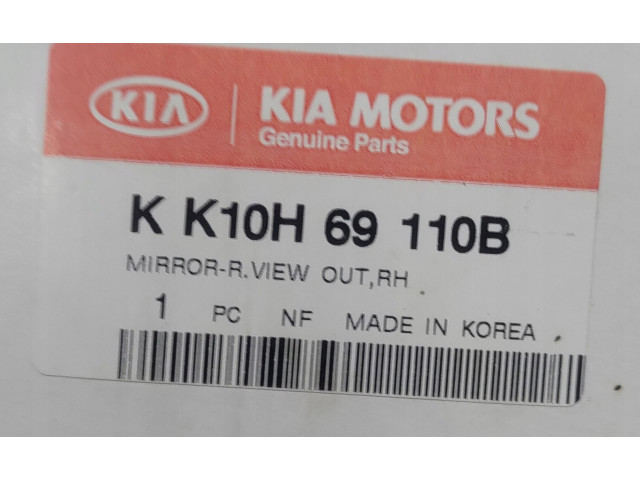 KIA KIA MOTORS
Genuine Parts
K K10H 69 110B
MIRROR-R.VIEW OUT,RH
1 PC NF MADE IN KOREA